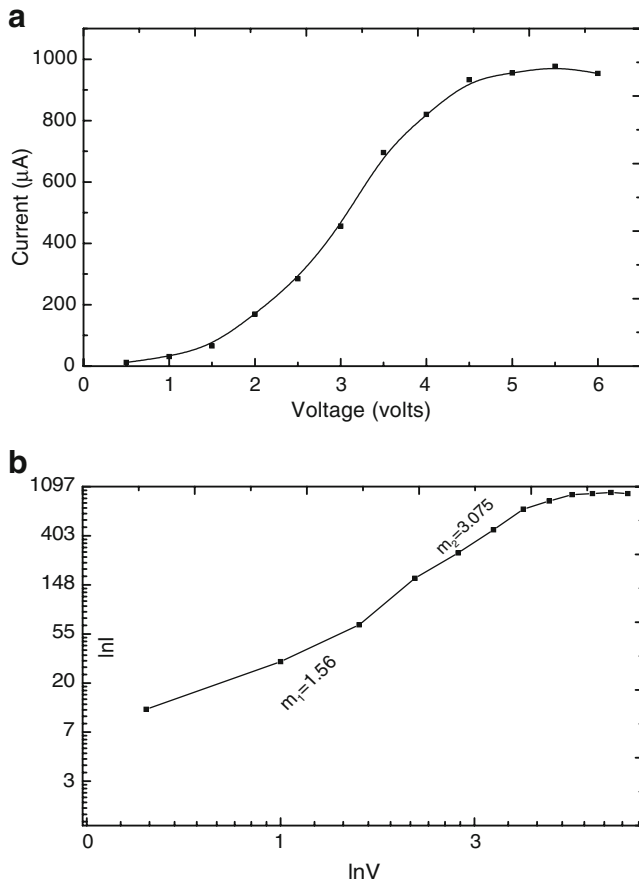 a
1000
800
600
400
200
0
Current (μA)
0 1 2 3 4 5 6
Voltage (volts)
b
1097
403
148
55
20
7
3
lnI
m₂=3.075
m₁=1.56
0 1 3
lnV